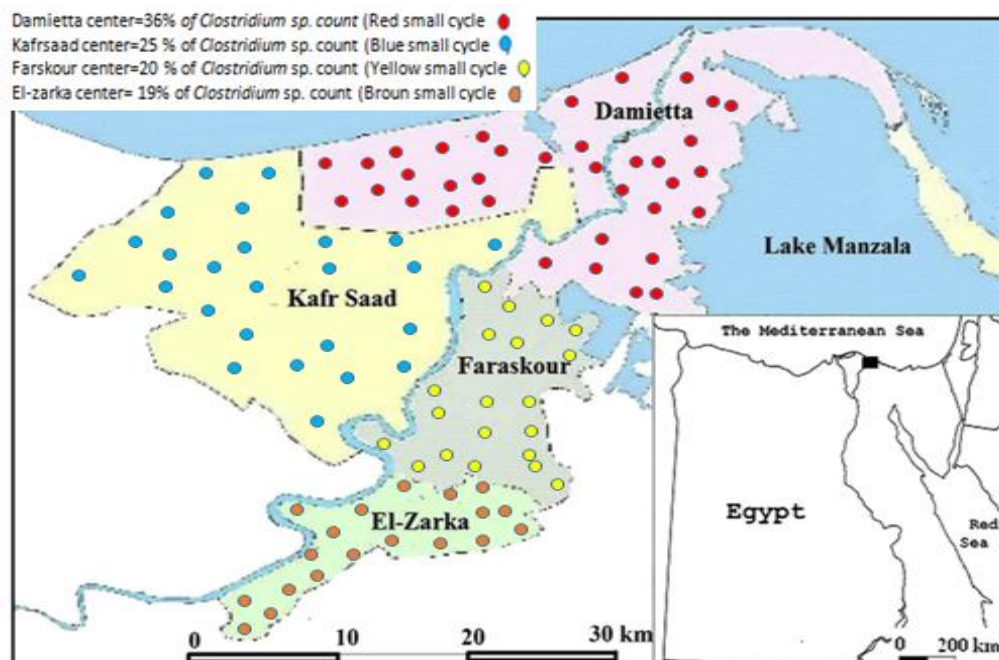 Damietta center=36% of Clostridium sp. count (Red small cycle
Kafrsaad center=25 % of Clostridium sp. count (Blue small cycle
Farskour center=20 % of Clostridium sp. count (Yellow small cycle
El-zarka center= 19% of Clostridium sp. count (Broun small cycle
Damietta
Lake Manzala
Kafr Saad
Faraskour
El-Zarka
The Mediterranean Sea
Egypt
Red
Sea
0 10 20 30 km
0 200 km